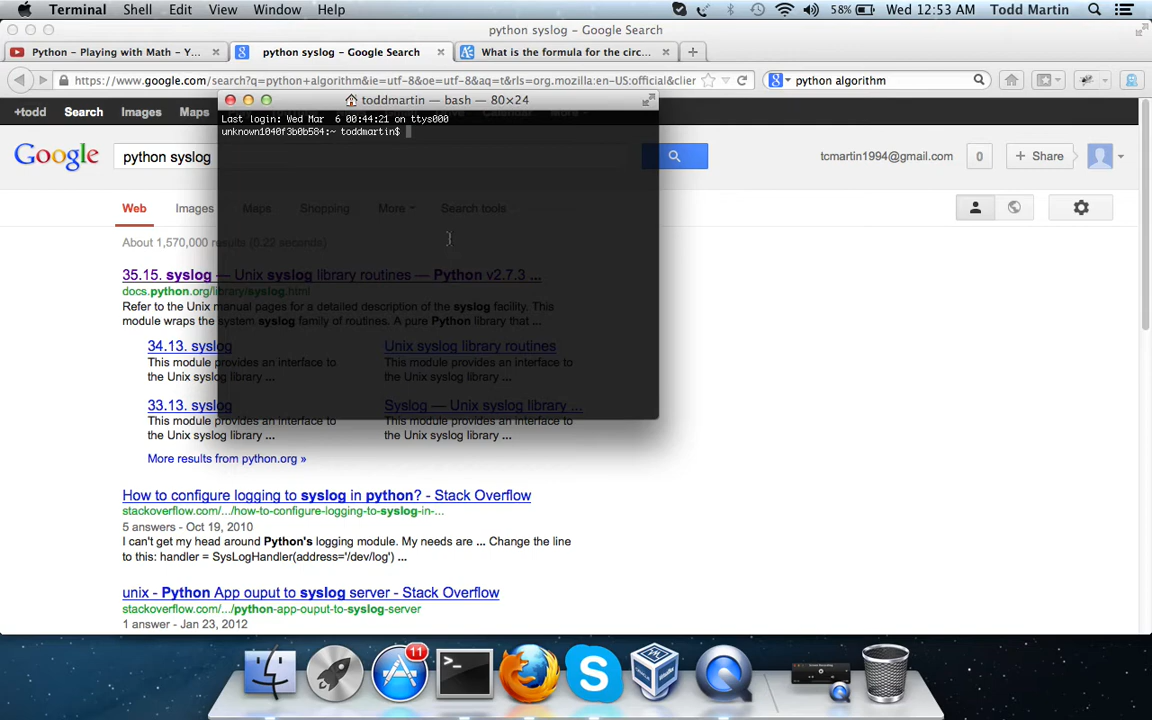 Terminal Shell Edit View Window Help 58% Wed 12:53 AM Todd Martin
python syslog - Google Search
Python - Playing with Math - Y... python syslog - Google Search What is the formula for the circ...
https://www.google.com/search?q=python+algorithm&ie=utf-8&oe=utf-8&aq=t&rls=org.mozilla:en-US:official&clier python algorithm
toddmartin — bash — 80×24
+todd Search Images Maps
Last login: Wed Mar 6 00:44:21 on ttys000
unknown1040f3b0b584:~ toddmartin$
Google python syslog tcmartin1994@gmail.com 0 + Share
Web Images Maps Shopping More Search tools
About 1,570,000 results (0.22 seconds)
35.15. syslog — Unix syslog library routines — Python v2.7.3 ...
docs.python.org/library/syslog.html
Refer to the Unix manual pages for a detailed description of the syslog facility. This
module wraps the system syslog family of routines. A pure Python library that ...
34.13. syslog Unix syslog library routines
This module provides an interface to This module provides an interface to
the Unix syslog library ... the Unix syslog library ...
33.13. syslog Syslog — Unix syslog library ...
This module provides an interface to This module provides an interface to
the Unix syslog library ... the Unix syslog library ...
More results from python.org »
How to configure logging to syslog in python? - Stack Overflow
stackoverflow.com/.../how-to-configure-logging-to-syslog-in-...
5 answers - Oct 19, 2010
I can't get my head around Python's logging module. My needs are ... Change the line
to this: handler = SysLogHandler(address='/dev/log') ...
unix - Python App ouput to syslog server - Stack Overflow
stackoverflow.com/.../python-app-ouput-to-syslog-server
1 answer - Jan 23, 2012
11